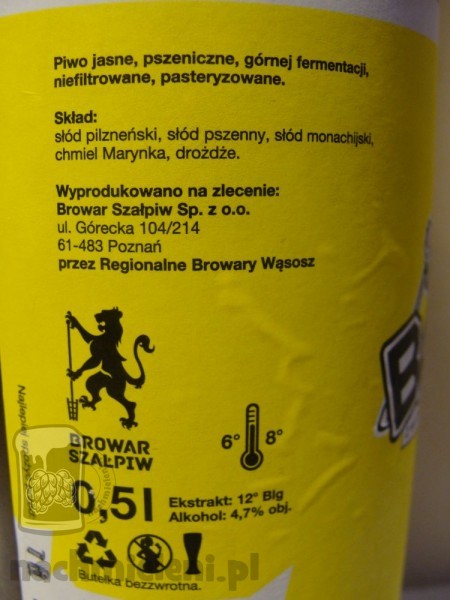 Piwo jasne, pszeniczne, górnej fermentacji,
niefiltrowane, pasteryzowane.
Skład:
słód pilzneński, słód pszenny, słód monachijski,
chmiel Marynka, drożdże.
Wyprodukowano na zlecenie:
Browar Szałpiw Sp. z o.o.
ul. Górecka 104/214
61-483 Poznań
przez Regionalne Browary Wąsosz
BROWAR
SZAŁPIW
6° 8°
0,5l
Ekstrakt: 12° Blg
Alkohol: 4,7% obj.
Butelka bezzwrotna.
nachmieleni.pl